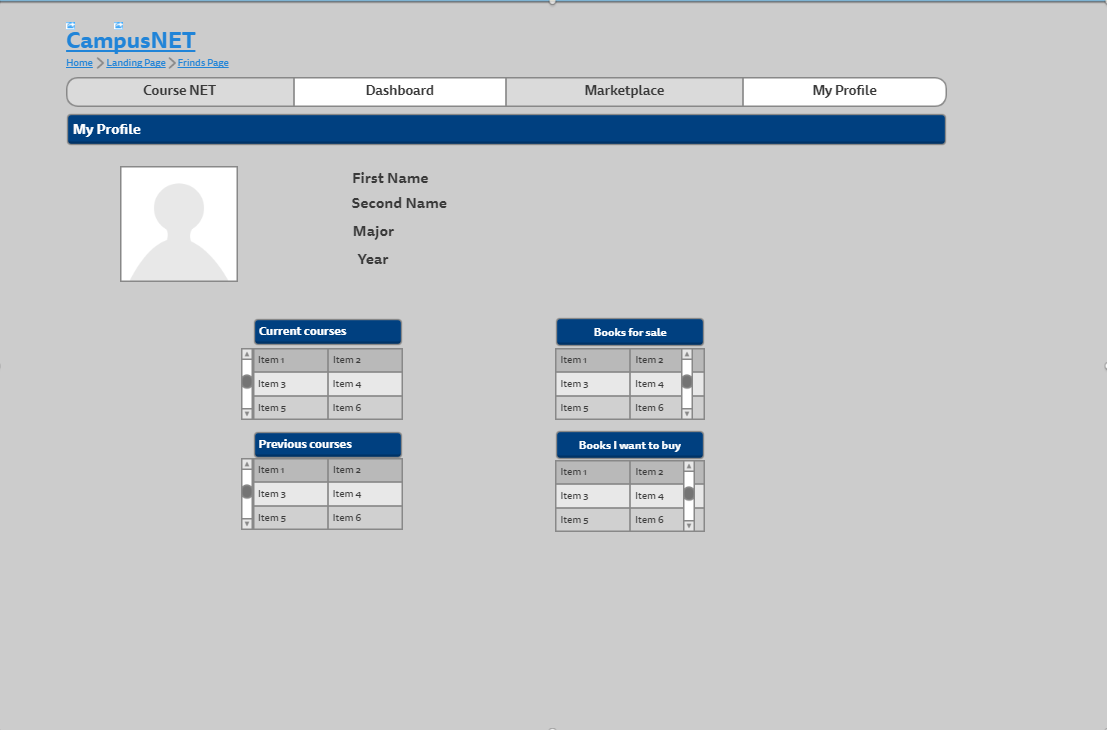 CampusNET
Home Landing Page Frinds Page
Course NET Dashboard Marketplace My Profile
My Profile
First Name
Second Name
Major
Year
Current courses
Item 1 Item 2
Item 3 Item 4
Item 5 Item 6
Previous courses
Item 1 Item 2
Item 3 Item 4
Item 5 Item 6
Books for sale
Item 1 Item 2
Item 3 Item 4
Item 5 Item 6
Books I want to buy
Item 1 Item 2
Item 3 Item 4
Item 5 Item 6